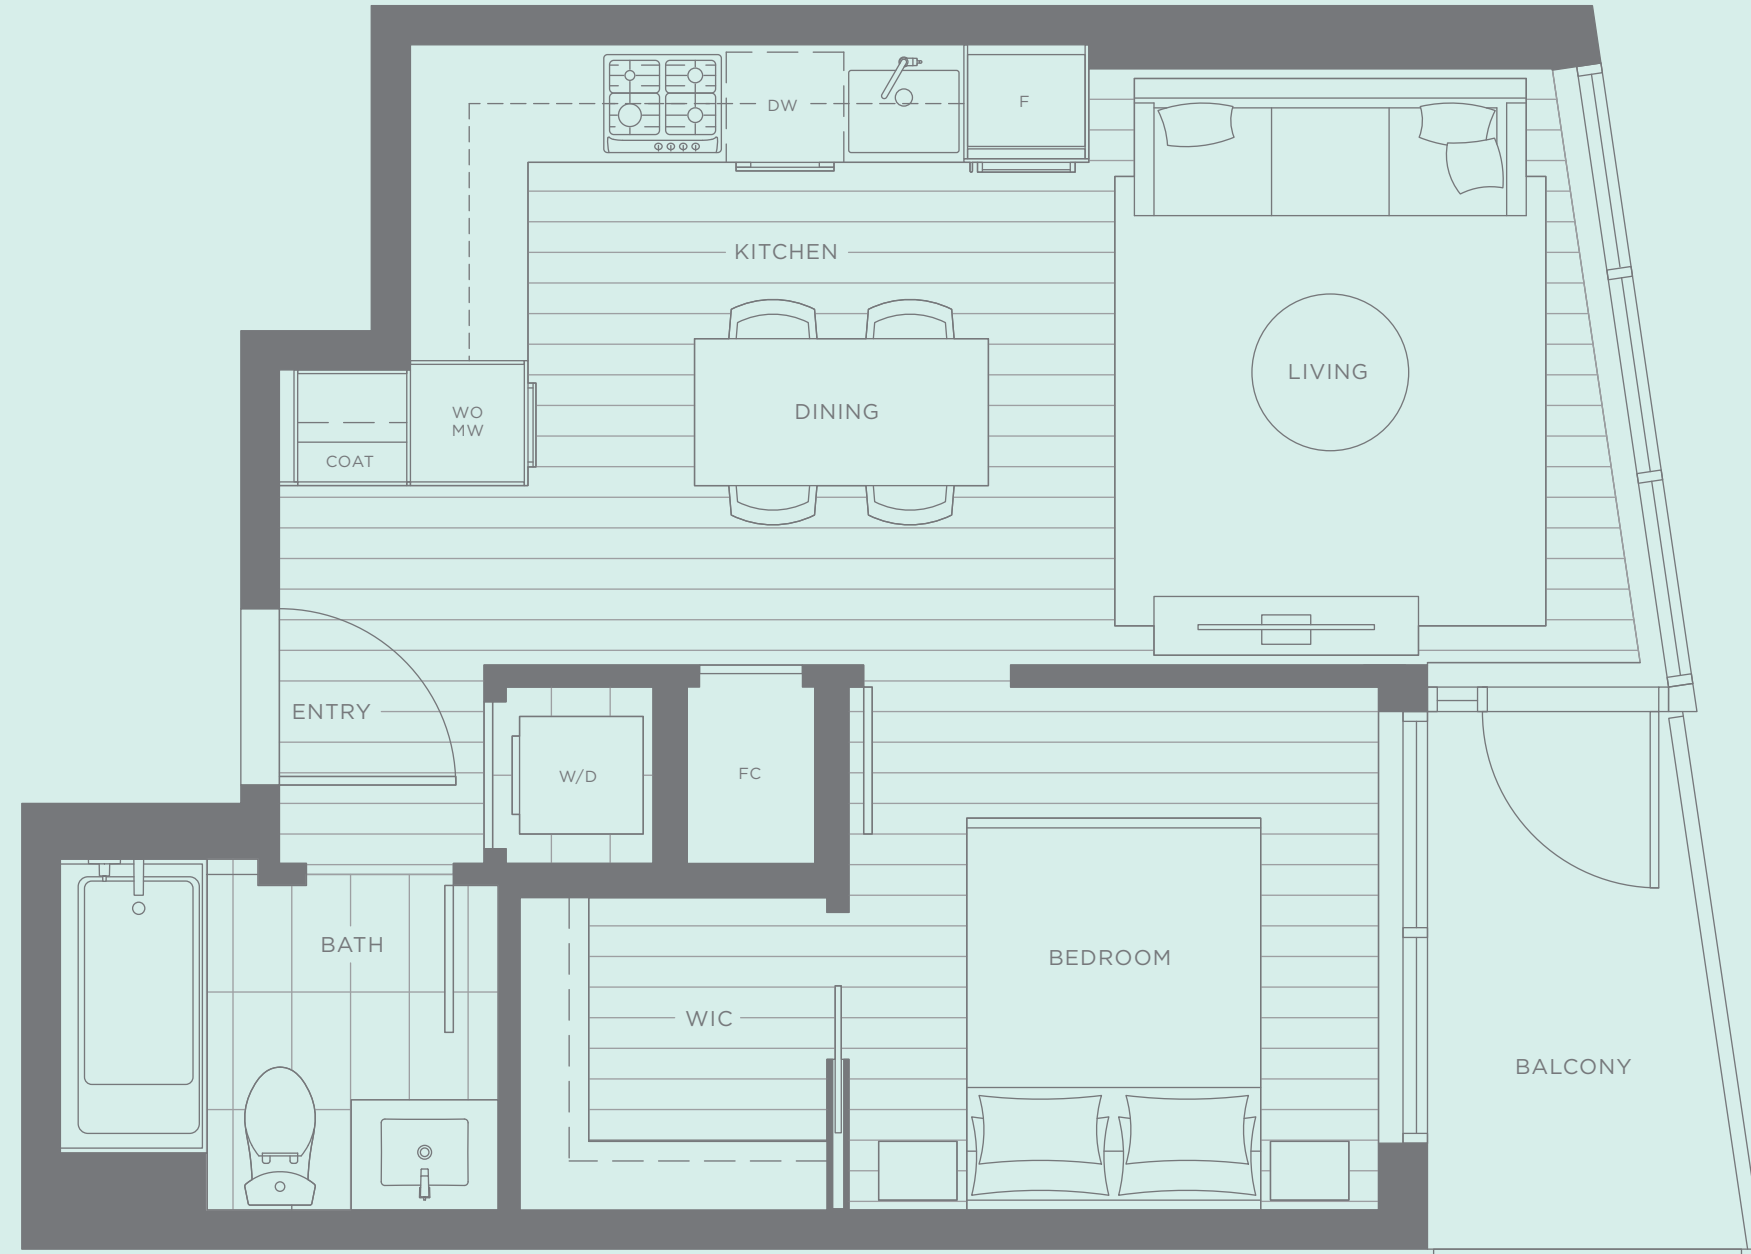 DW
F
KITCHEN
LIVING
DINING
WO
MW
COAT
ENTRY
W/D
FC
BATH
BEDROOM
WIC
BALCONY